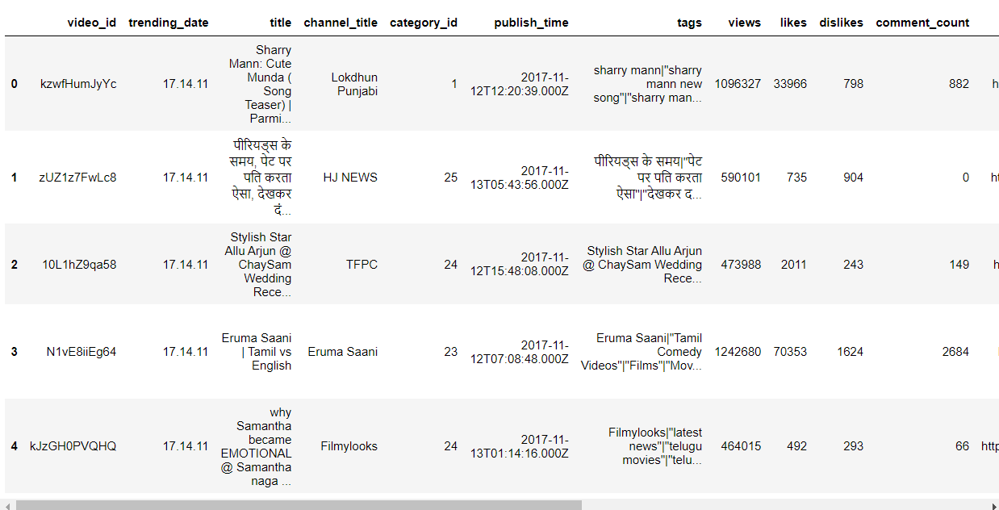 video_id trending_date title channel_title category_id publish_time tags views likes dislikes comment_count
Sharry
Mann: Cute
Munda (
Song
Teaser) |
Parmi...
0 kzwfHumJyYc 17.14.11 Lokdhun
Punjabi 1 2017-11-
12T12:20:39.000Z sharry mann|"sharry
mann new
song"|"sharry man... 1096327 33966 798 882 h
पीरियड्स के
समय, पेट पर
पति करता
ऐसा, देखकर
दं...
1 zUZ1z7FwLc8 17.14.11 HJ NEWS 25 2017-11-
13T05:43:56.000Z पीरियड्स के समय|"पेट
पर पति करता
ऐसा"|"देखकर द... 590101 735 904 0 ht
Stylish Star
Allu Arjun @
ChaySam
Wedding
Rece...
2 10L1hZ9qa58 17.14.11 TFPC 24 2017-11-
12T15:48:08.000Z Stylish Star Allu Arjun
@ ChaySam Wedding
Rece... 473988 2011 243 149 h
Eruma Saani
| Tamil vs
English
3 N1vE8iiEg64 17.14.11 Eruma Saani 23 2017-11-
12T07:08:48.000Z Eruma Saani|"Tamil
Comedy
Videos"|"Films"|"Mov... 1242680 70353 1624 2684
why
Samantha
became
EMOTIONAL
@ Samantha
naga ...
4 kJzGH0PVQHQ 17.14.11 Filmylooks 24 2017-11-
13T01:14:16.000Z Filmylooks|"latest
news"|"telugu
movies"|"telu... 464015 492 293 66 http